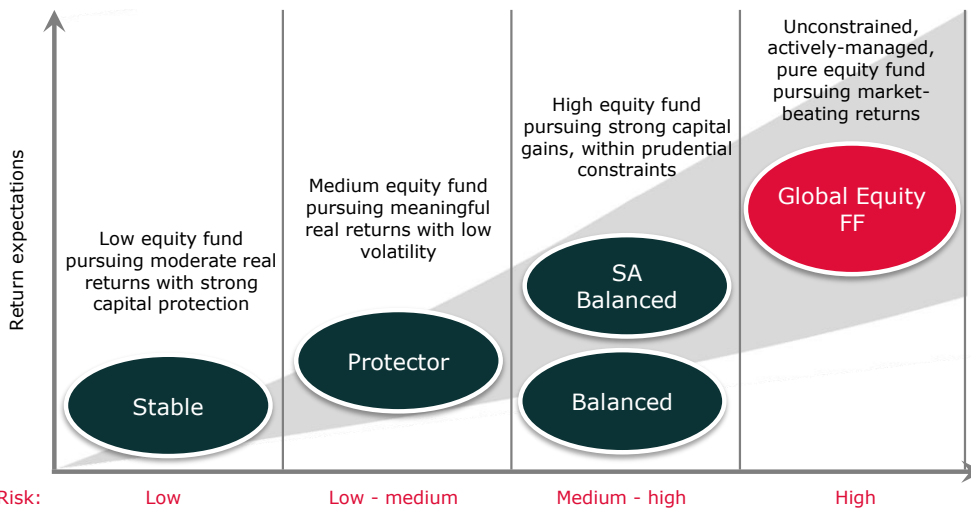 Return expectations
Low equity fund
pursuing moderate real
returns with strong
capital protection
Stable
Medium equity fund
pursuing meaningful
real returns with low
volatility
Protector
High equity fund
pursuing strong capital
gains, within prudential
constraints
SA
Balanced
Balanced
Unconstrained,
actively-managed,
pure equity fund
pursuing market-
beating returns
Global Equity
FF
Risk:
Low
Low - medium
Medium - high
High